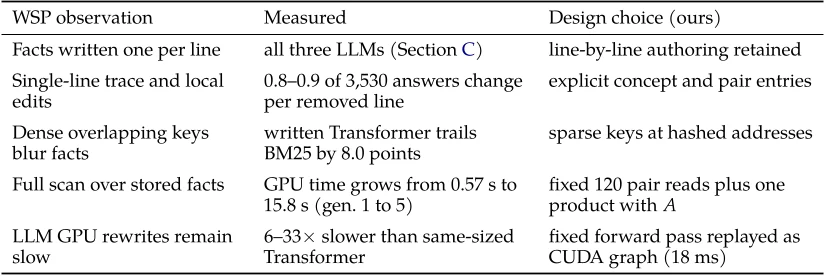 WSP observation Measured Design choice (ours)
Facts written one per line all three LLMs (Section C) line-by-line authoring retained
Single-line trace and local 0.8–0.9 of 3,530 answers change explicit concept and pair entries
edits per removed line
Dense overlapping keys written Transformer trails sparse keys at hashed addresses
blur facts BM25 by 8.0 points
Full scan over stored facts GPU time grows from 0.57 s to fixed 120 pair reads plus one
15.8 s (gen. 1 to 5) product with A
LLM GPU rewrites remain 6–33× slower than same-sized fixed forward pass replayed as
slow Transformer CUDA graph (18 ms)